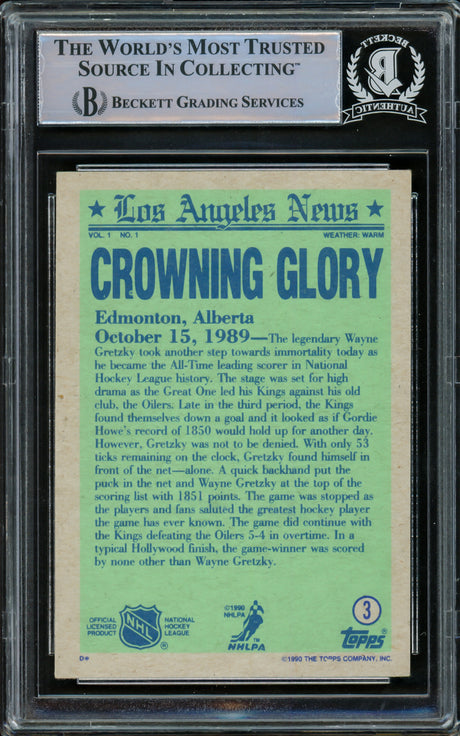 THE WORLD'S MOST TRUSTED
SOURCE IN COLLECTING™
B BECKETT GRADING SERVICES
BECKETT
B
AUTHENTIC
★ Los Angeles News ★
VOL. 1 NO. 1 WEATHER: WARM
CROWNING GLORY
Edmonton, Alberta
October 15, 1989—The legendary Wayne
Gretzky took another step towards immortality today as
he became the All-Time leading scorer in National
Hockey League history. The stage was set for high
drama as the Great One led his Kings against his old
club, the Oilers. Late in the third period, the Kings
found themselves down a goal and it looked as if Gordie
Howe's record of 1850 would hold up for another day.
However, Gretzky was not to be denied. With only 53
ticks remaining on the clock, Gretzky found himself in
front of the net—alone. A quick backhand put the
puck in the net and Wayne Gretzky at the top of the
scoring list with 1851 points. The game was stopped as
the players and fans saluted the greatest hockey player
the game has ever known. The game did continue with
the Kings defeating the Oilers 5-4 in overtime. In a
typical Hollywood finish, the game-winner was scored
by none other than Wayne Gretzky.
OFFICIAL
LICENSED
PRODUCT
NHL
®
NATIONAL
HOCKEY
LEAGUE
©1990
NHLPA
™
NHLPA
3
topps®
D*
©1990 THE TOPPS COMPANY, INC.